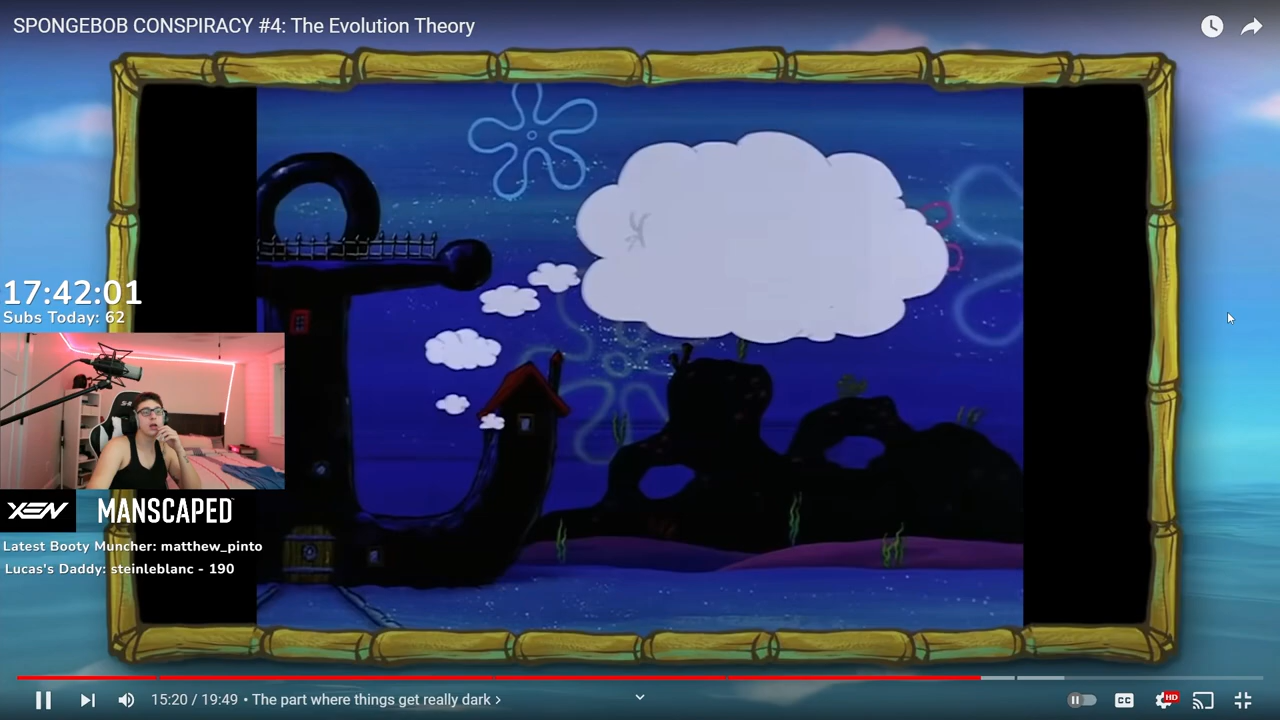 SPONGEBOB CONSPIRACY #4: The Evolution Theory
17:42:01
Subs Today: 62
XEN
MANSCAPED
Latest Booty Muncher: matthew_pinto
Lucas's Daddy: steinleblanc - 190
15:20 / 19:49 • The part where things get really dark ›
CC
HD